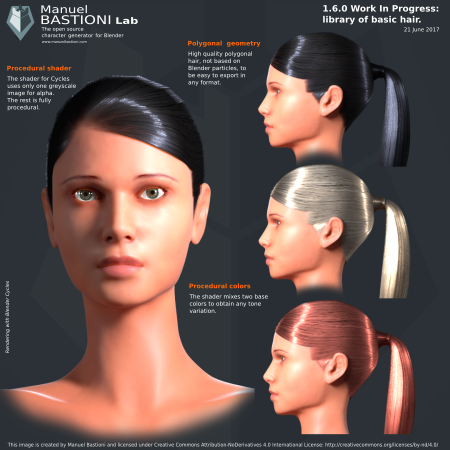 Manuel
BASTIONI Lab
The open source
character generator for Blender
www.manuelbastioni.com
1.6.0 Work In Progress:
library of basic hair.
21 June 2017
Procedural shader
The shader for Cycles
uses only one greyscale
image for alpha.
The rest is fully
procedural.
Polygonal geometry
High quality polygonal
hair, not based on
Blender particles, to
be easy to export in
any format.
Procedural colors
The shader mixes two base
colors to obtain any tone
variation.
Rendering with Blender Cycles
This image is created by Manuel Bastioni and licensed under Creative Commons Attribution-NoDerivatives 4.0 International License: http://creativecommons.org/licenses/by-nd/4.0/